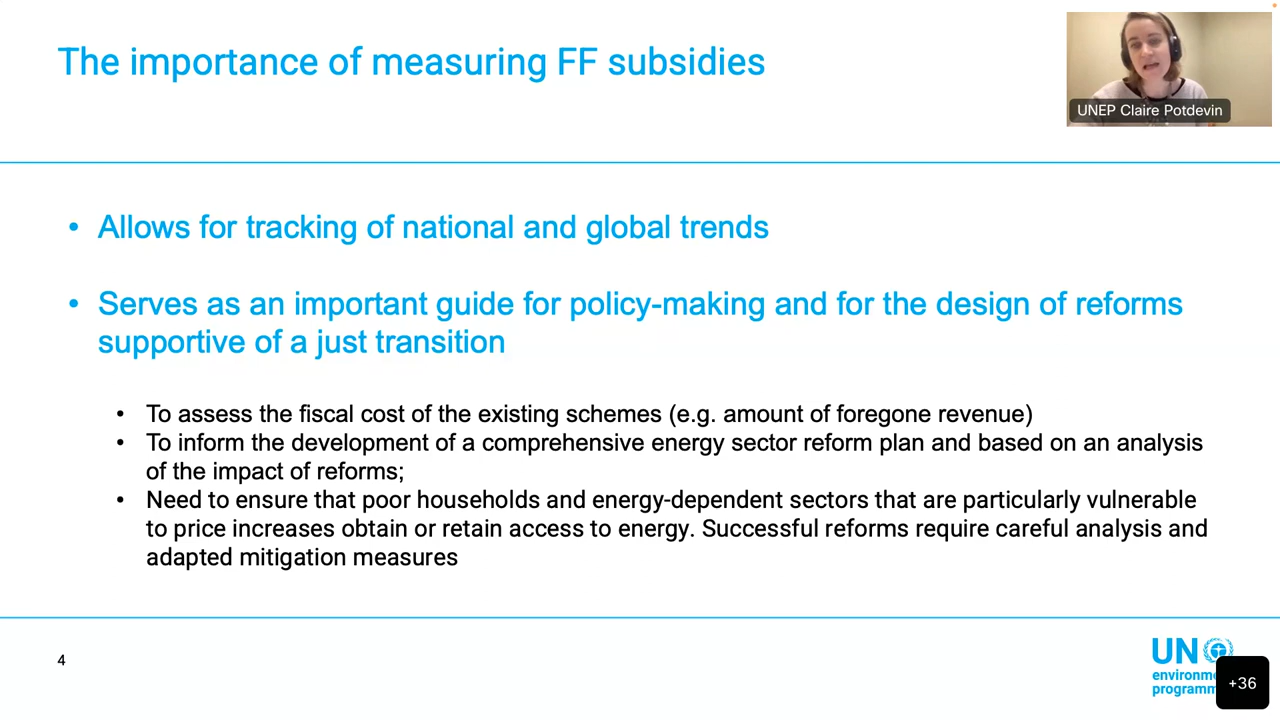 The importance of measuring FF subsidies
UNEP Claire Potdevin
• Allows for tracking of national and global trends
• Serves as an important guide for policy-making and for the design of reforms
supportive of a just transition
• To assess the fiscal cost of the existing schemes (e.g. amount of foregone revenue)
• To inform the development of a comprehensive energy sector reform plan and based on an analysis
of the impact of reforms;
• Need to ensure that poor households and energy-dependent sectors that are particularly vulnerable
to price increases obtain or retain access to energy. Successful reforms require careful analysis and
adapted mitigation measures
4
UN
+36